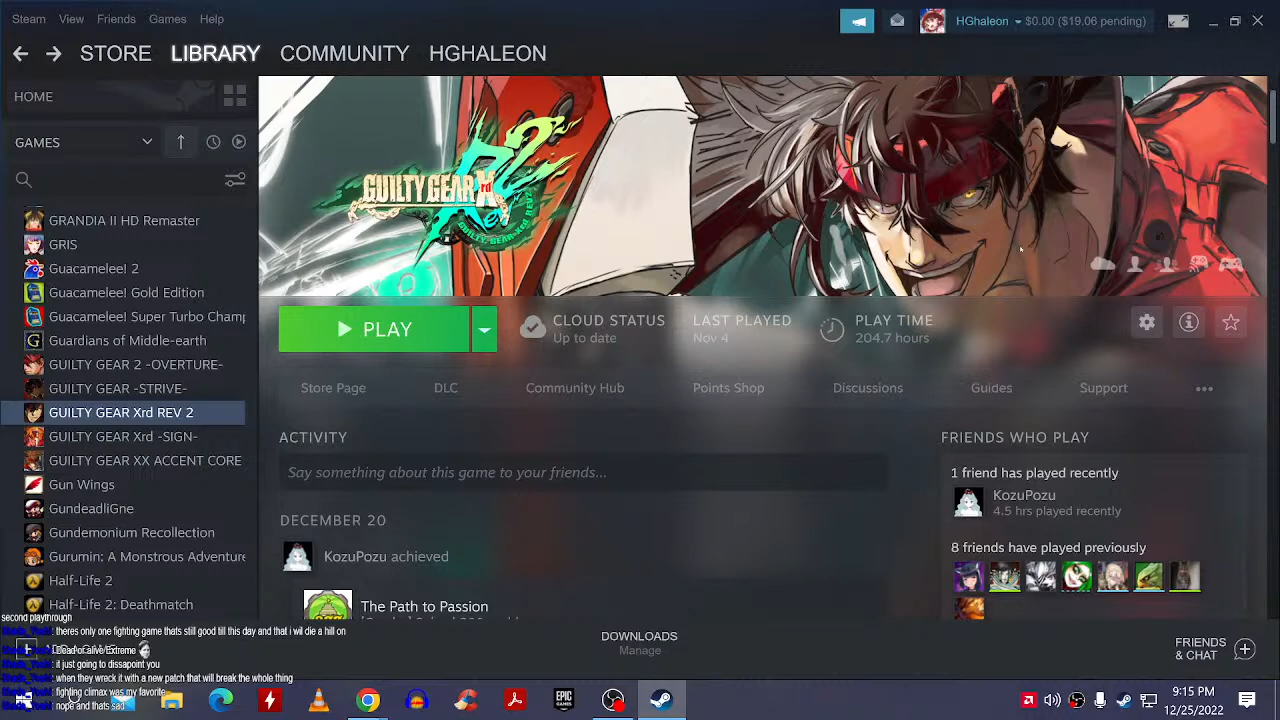 Steam View Friends Games Help
HGhaleon $0.00 ($19.06 pending)
STORE LIBRARY COMMUNITY HGHALEON
HOME
GAMES
GUILTY GEAR Xrd
GUILTY GEAR Xrd REV2
GRANDIA II HD Remaster
GRIS
Guacamelee! 2
Guacamelee! Gold Edition
Guacamelee! Super Turbo Champ
Guardians of Middle-earth
GUILTY GEAR 2 -OVERTURE-
GUILTY GEAR -STRIVE-
GUILTY GEAR Xrd REV 2
GUILTY GEAR Xrd -SIGN-
GUILTY GEAR XX ACCENT CORE
Gun Wings
GundeadliGne
Gundemonium Recollection
Gurumin: A Monstrous Adventure
Half-Life 2
Half-Life 2: Deathmatch
PLAY
CLOUD STATUS
Up to date
LAST PLAYED
Nov 4
PLAY TIME
204.7 hours
Store Page DLC Community Hub Points Shop Discussions Guides Support
ACTIVITY
Say something about this game to your friends...
DECEMBER 20
KozuPozu achieved
The Path to Passion
FRIENDS WHO PLAY
1 friend has played recently
KozuPozu
4.5 hrs played recently
8 friends have played previously
second playthrough
theres only one fighting game thats still good till this day and that i wil die a hill on
it just going to dissapoint you
when they wreck it with a new patch that will break the whole thing
fighting climax was my favorite
nope and thats sad
DOWNLOADS
Manage
FRIENDS
& CHAT
EPIC
GAMES
9:15 PM
12/25/2022